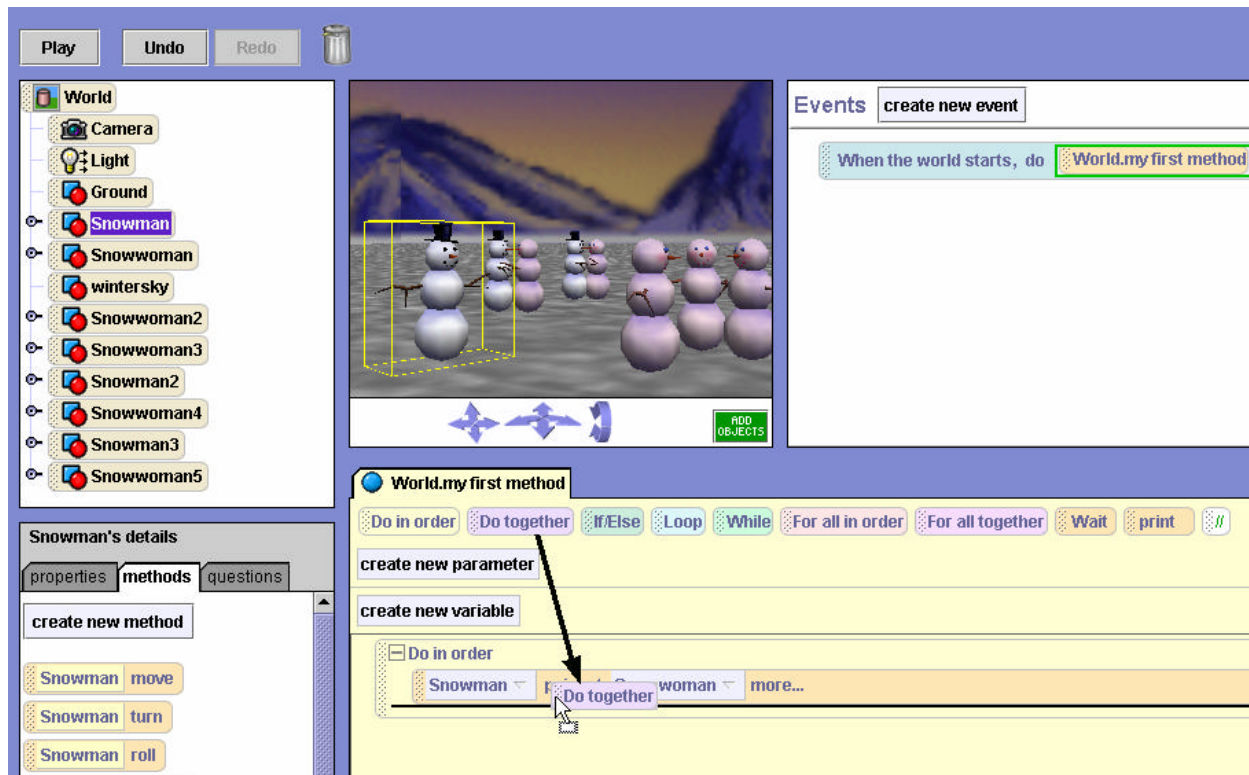 Play Undo Redo
World
Camera
Light
Ground
Snowman
Snowwoman
wintersky
Snowwoman2
Snowwoman3
Snowman2
Snowwoman4
Snowman3
Snowwoman5
ADD
OBJECTS
Events create new event
When the world starts, do World.my first method
Snowman's details
properties methods questions
create new method
Snowman move
Snowman turn
Snowman roll
World.my first method
Do in order Do together If/Else Loop While For all in order For all together Wait print //
create new parameter
create new variable
Do in order
Snowman woman more...
Do together